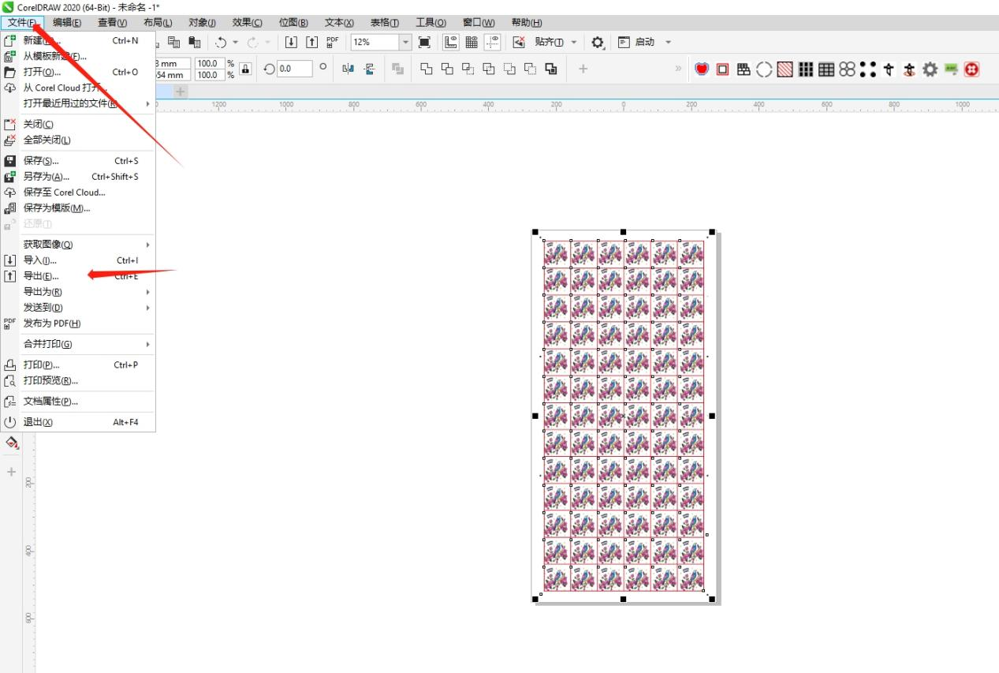 CorelDRAW 2020 (64-Bit) - 未命名 -1*
文件(F) 编辑(E) 查看(V) 布局(L) 对象(J) 效果(C) 位图(B) 文本(X) 表格(T) 工具(O) 窗口(W) 帮助(H)
PDF 12% 贴齐(T) 启动
mm 100.0 % 0.0
mm 100.0 %
1200 1000 800 600 400 200 0 200 400 600 800 1000
新建 Ctrl+N
从模板新建(F)...
打开(O)... Ctrl+O
从 Corel Cloud 打开...
打开最近用过的文件(R)
关闭(C)
全部关闭(L)
保存(S)... Ctrl+S
另存为(A)... Ctrl+Shift+S
保存至 Corel Cloud...
保存为模版(M)...
还原(T)
获取图像(Q)
导入(I)... Ctrl+I
导出(E)... Ctrl+E
导出为(R)
发送到(D)
PDF 发布为 PDF(H)
合并打印(G)
打印(P)... Ctrl+P
打印预览(R)...
文档属性(P)...
退出(X) Alt+F4
200
400
600